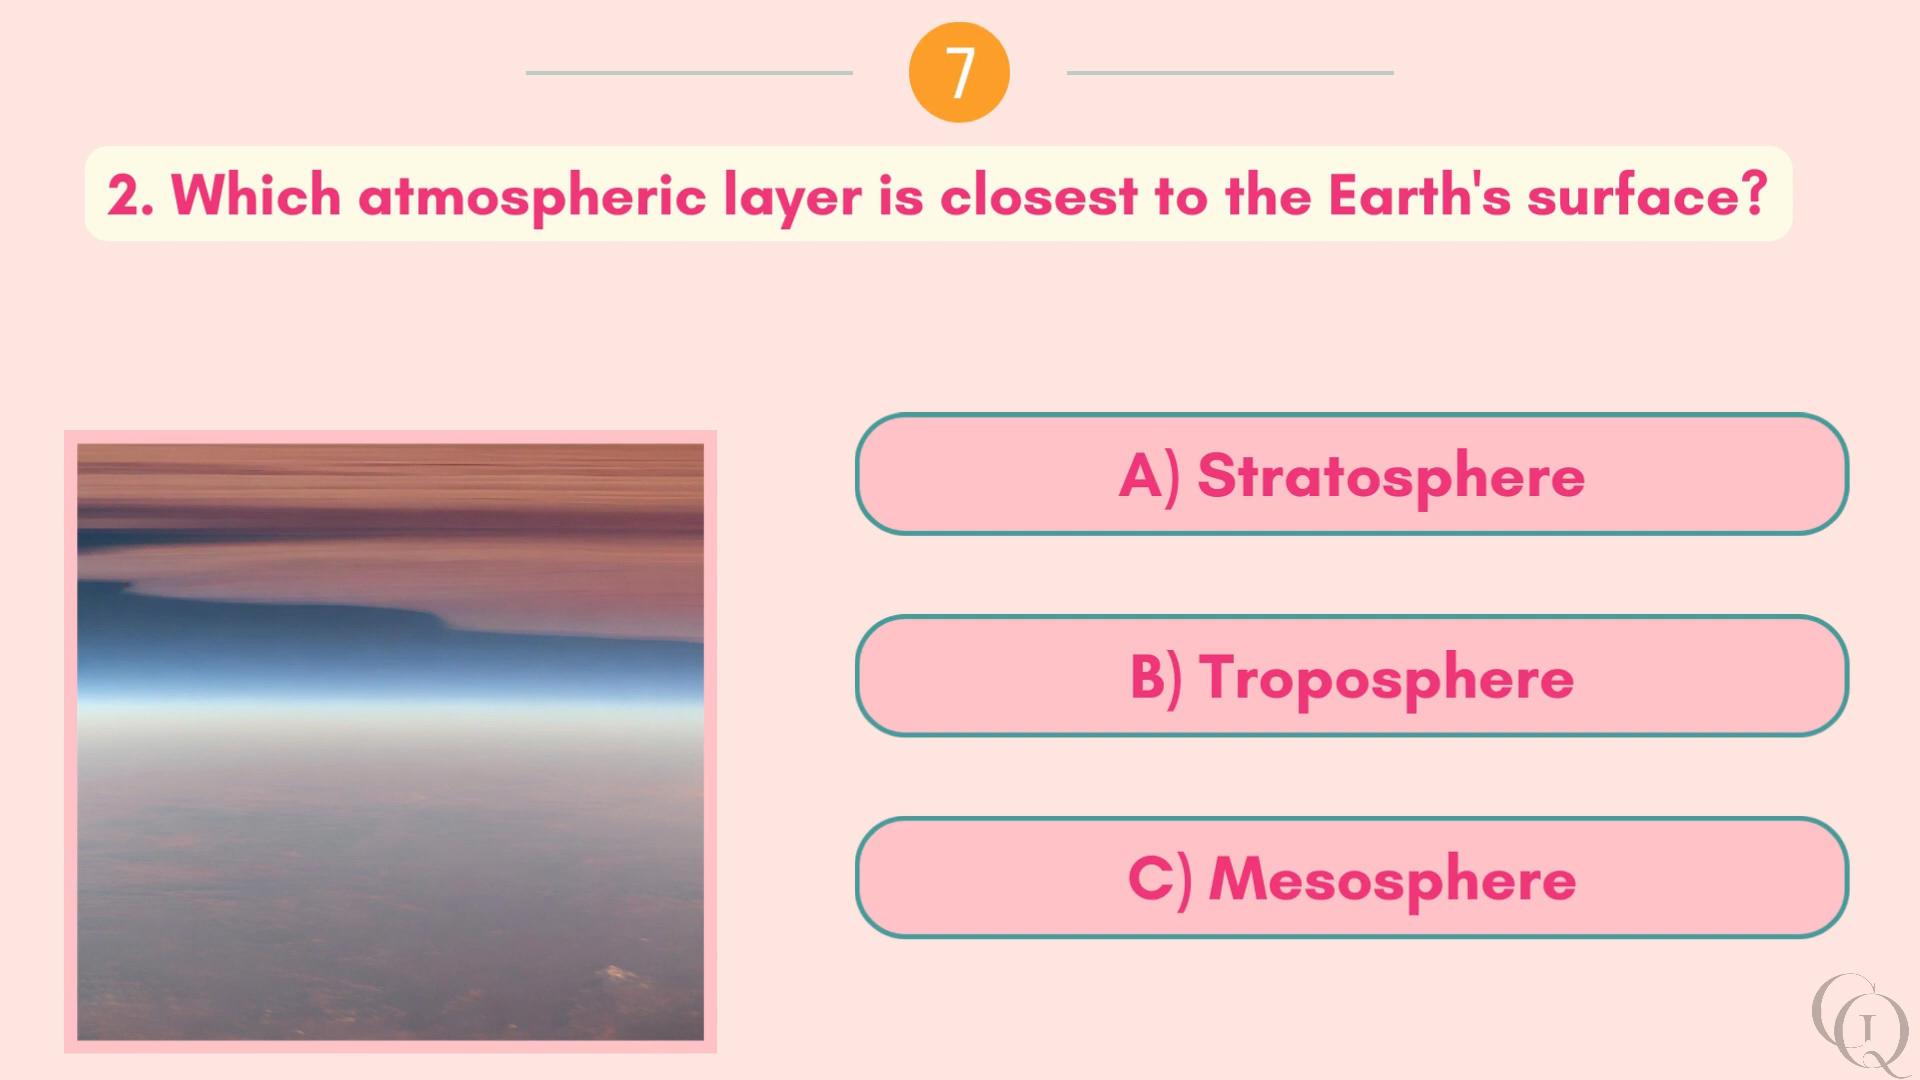 7
2. Which atmospheric layer is closest to the Earth's surface?
A) Stratosphere
B) Troposphere
C) Mesosphere